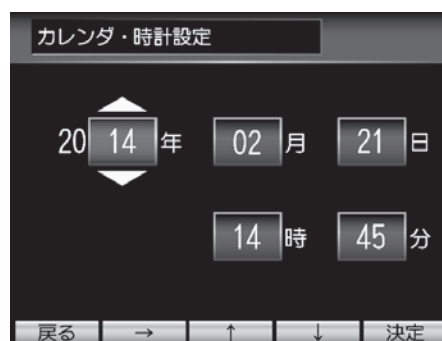 カレンダ・時計設定
20 14 年 02 月 21 日
14 時 45 分
戻る → ↑ ↓ 決定